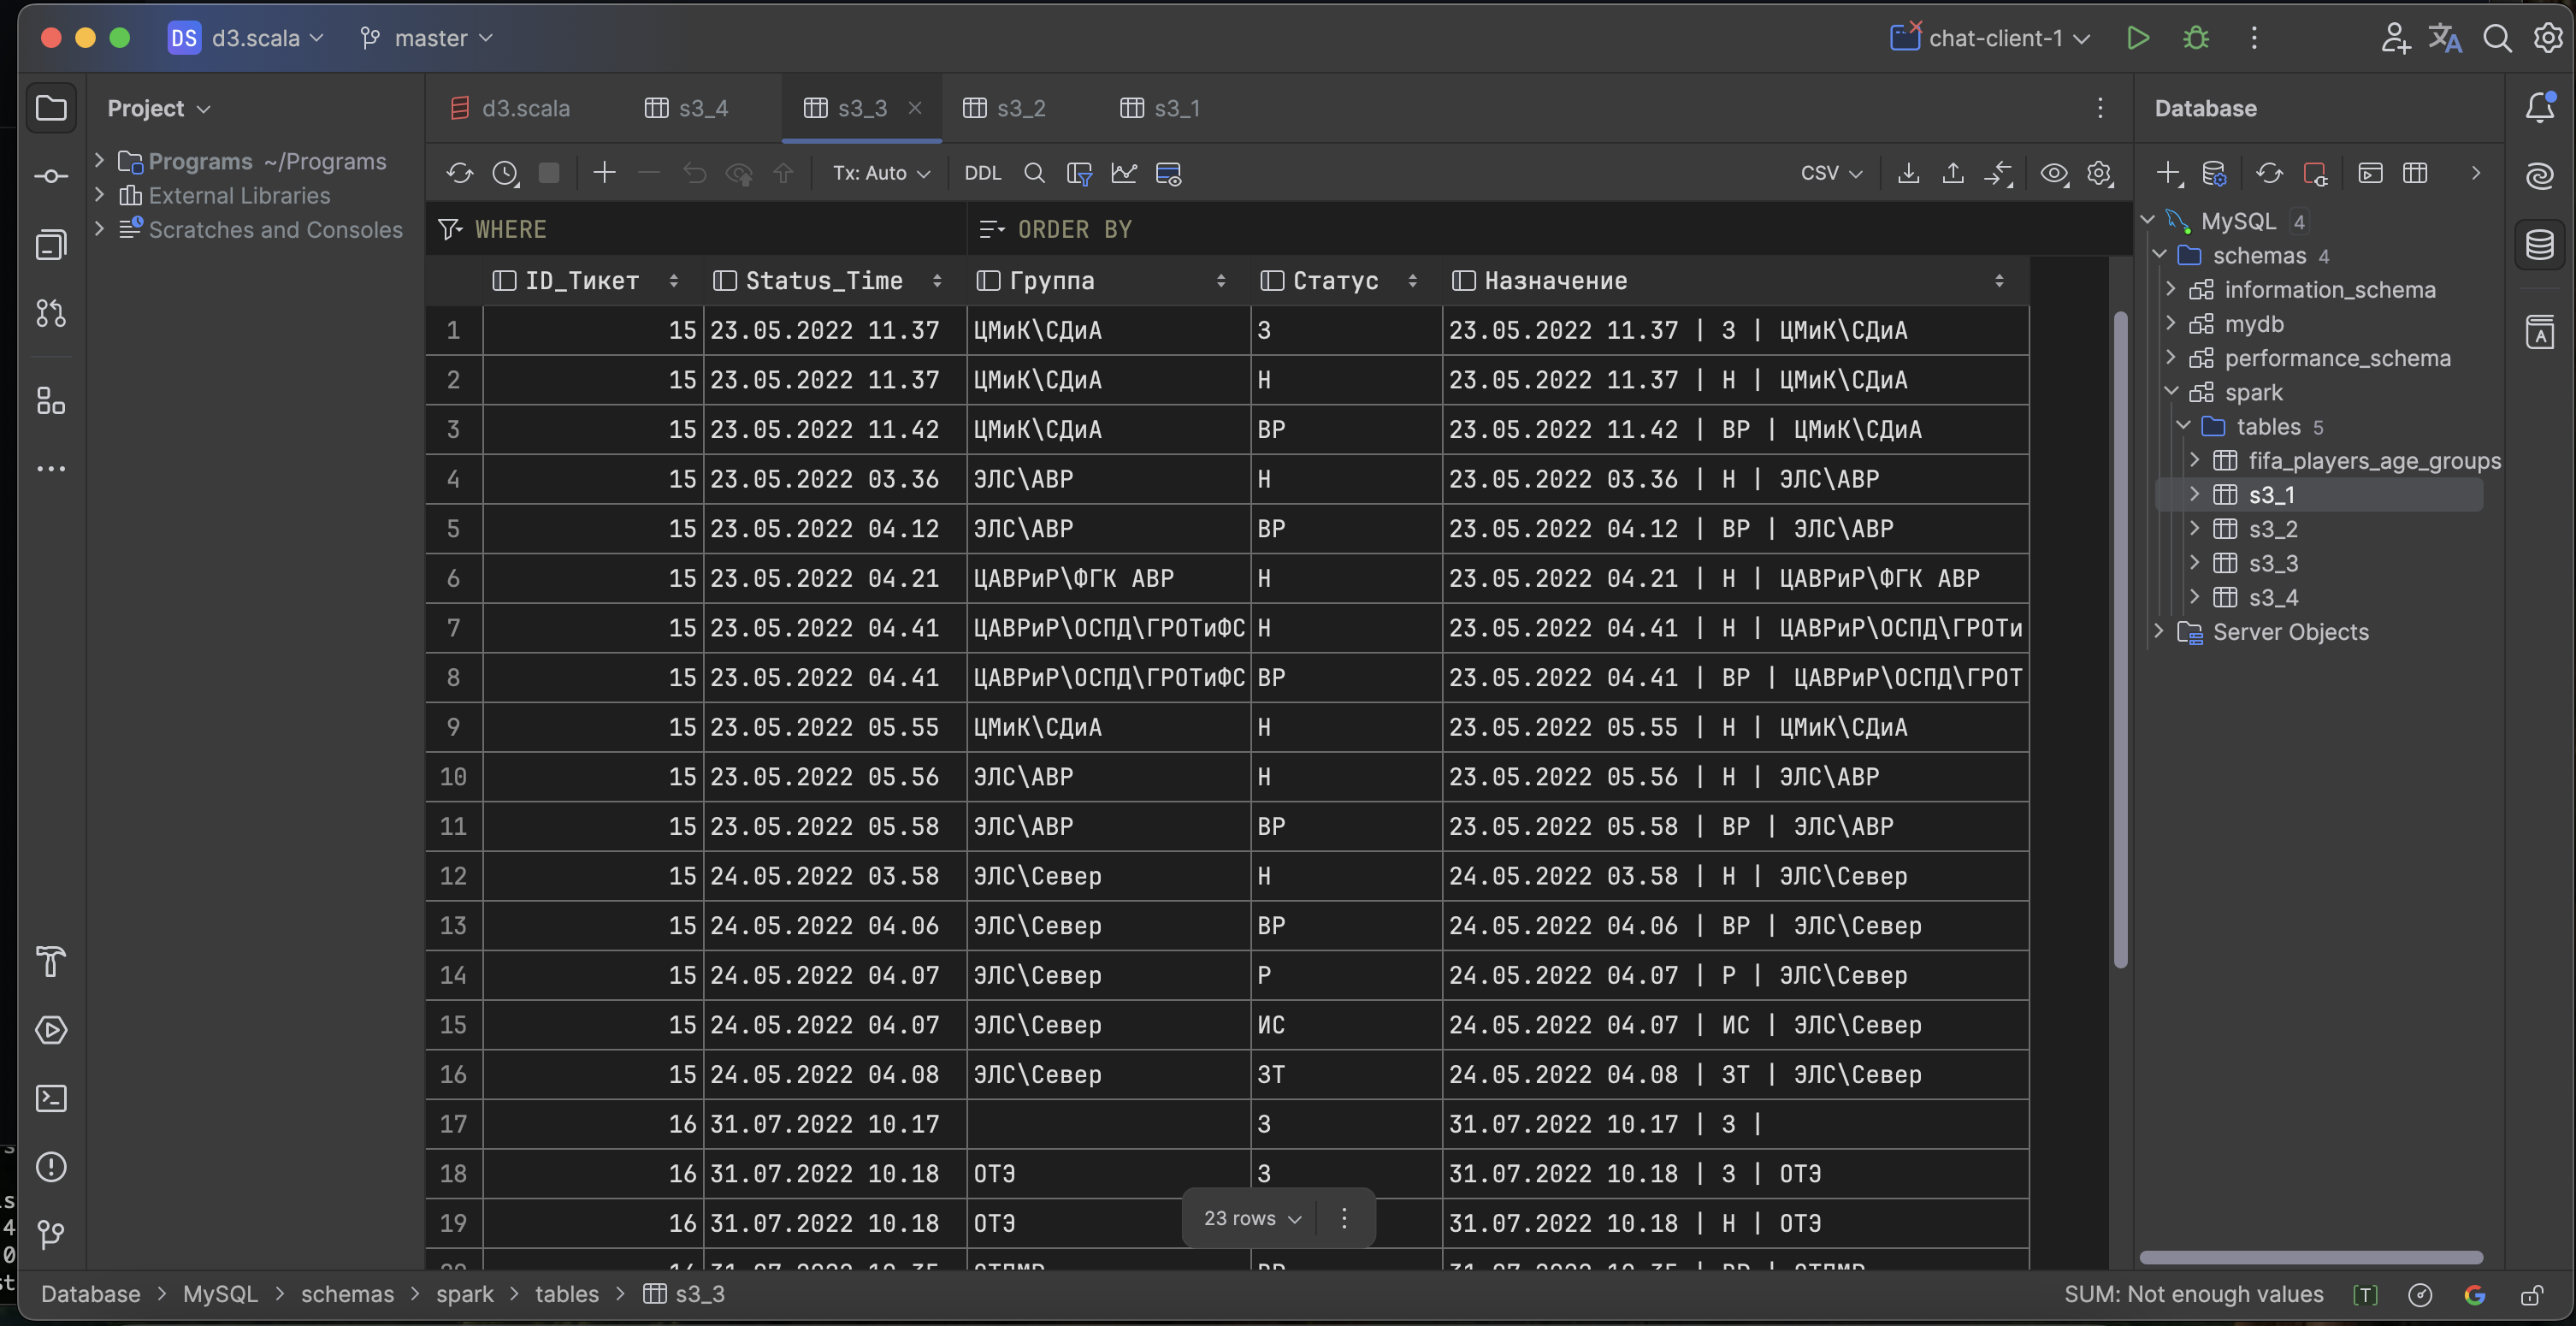 DS d3.scala master chat-client-1
Project
Programs ~/Programs
External Libraries
Scratches and Consoles
d3.scala s3_4 s3_3 s3_2 s3_1
Tx: Auto DDL CSV
WHERE ORDER BY
ID_Тикет Status_Time Группа Статус Назначение
1 15 23.05.2022 11.37 ЦМиК\СДиА З 23.05.2022 11.37 | З | ЦМиК\СДиА
2 15 23.05.2022 11.37 ЦМиК\СДиА Н 23.05.2022 11.37 | Н | ЦМиК\СДиА
3 15 23.05.2022 11.42 ЦМиК\СДиА ВР 23.05.2022 11.42 | ВР | ЦМиК\СДиА
4 15 23.05.2022 03.36 ЭЛС\АВР Н 23.05.2022 03.36 | Н | ЭЛС\АВР
5 15 23.05.2022 04.12 ЭЛС\АВР ВР 23.05.2022 04.12 | ВР | ЭЛС\АВР
6 15 23.05.2022 04.21 ЦАВРиР\ФГК АВР Н 23.05.2022 04.21 | Н | ЦАВРиР\ФГК АВР
7 15 23.05.2022 04.41 ЦАВРиР\ОСПД\ГРОТиФС Н 23.05.2022 04.41 | Н | ЦАВРиР\ОСПД\ГРОТи
8 15 23.05.2022 04.41 ЦАВРиР\ОСПД\ГРОТиФС ВР 23.05.2022 04.41 | ВР | ЦАВРиР\ОСПД\ГРОТ
9 15 23.05.2022 05.55 ЦМиК\СДиА Н 23.05.2022 05.55 | Н | ЦМиК\СДиА
10 15 23.05.2022 05.56 ЭЛС\АВР Н 23.05.2022 05.56 | Н | ЭЛС\АВР
11 15 23.05.2022 05.58 ЭЛС\АВР ВР 23.05.2022 05.58 | ВР | ЭЛС\АВР
12 15 24.05.2022 03.58 ЭЛС\Север Н 24.05.2022 03.58 | Н | ЭЛС\Север
13 15 24.05.2022 04.06 ЭЛС\Север ВР 24.05.2022 04.06 | ВР | ЭЛС\Север
14 15 24.05.2022 04.07 ЭЛС\Север Р 24.05.2022 04.07 | Р | ЭЛС\Север
15 15 24.05.2022 04.07 ЭЛС\Север ИС 24.05.2022 04.07 | ИС | ЭЛС\Север
16 15 24.05.2022 04.08 ЭЛС\Север ЗТ 24.05.2022 04.08 | ЗТ | ЭЛС\Север
17 16 31.07.2022 10.17 З 31.07.2022 10.17 | З |
18 16 31.07.2022 10.18 ОТЭ З 31.07.2022 10.18 | З | ОТЭ
19 16 31.07.2022 10.18 ОТЭ Н 31.07.2022 10.18 | Н | ОТЭ
23 rows
Database
MySQL 4
schemas 4
information_schema
mydb
performance_schema
spark
tables 5
fifa_players_age_groups
s3_1
s3_2
s3_3
s3_4
Server Objects
Database MySQL schemas spark tables s3_3
SUM: Not enough values